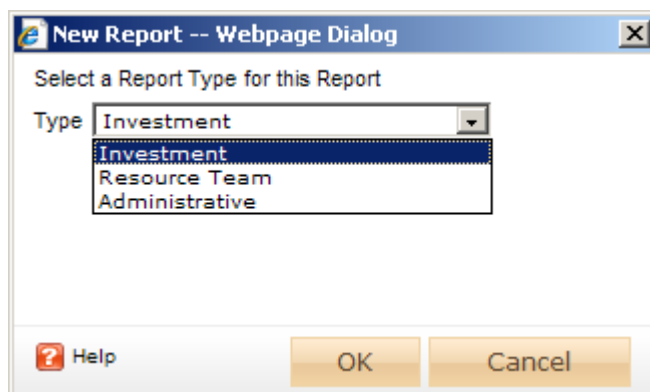 New Report -- Webpage Dialog
Select a Report Type for this Report
Type Investment
Investment
Resource Team
Administrative
Help OK Cancel